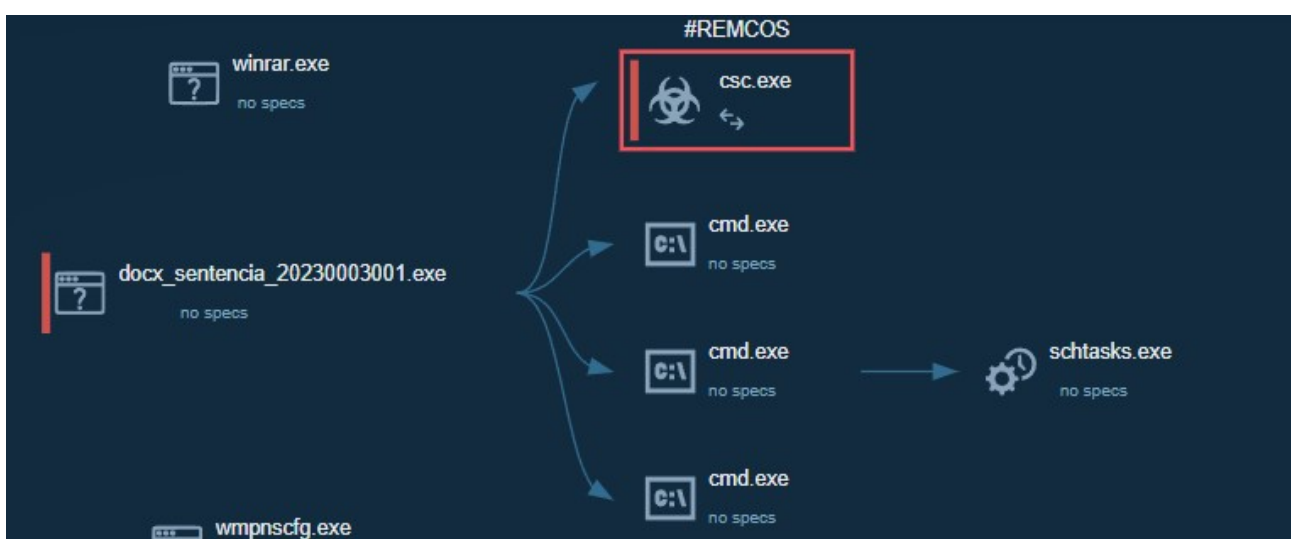 #REMCOS
winrar.exe
no specs
csc.exe
docx_sentencia_20230003001.exe
no specs
cmd.exe
no specs
cmd.exe
no specs
schtasks.exe
no specs
cmd.exe
no specs
wmpnscfg.exe
C:\
C:\
C:\
?
?